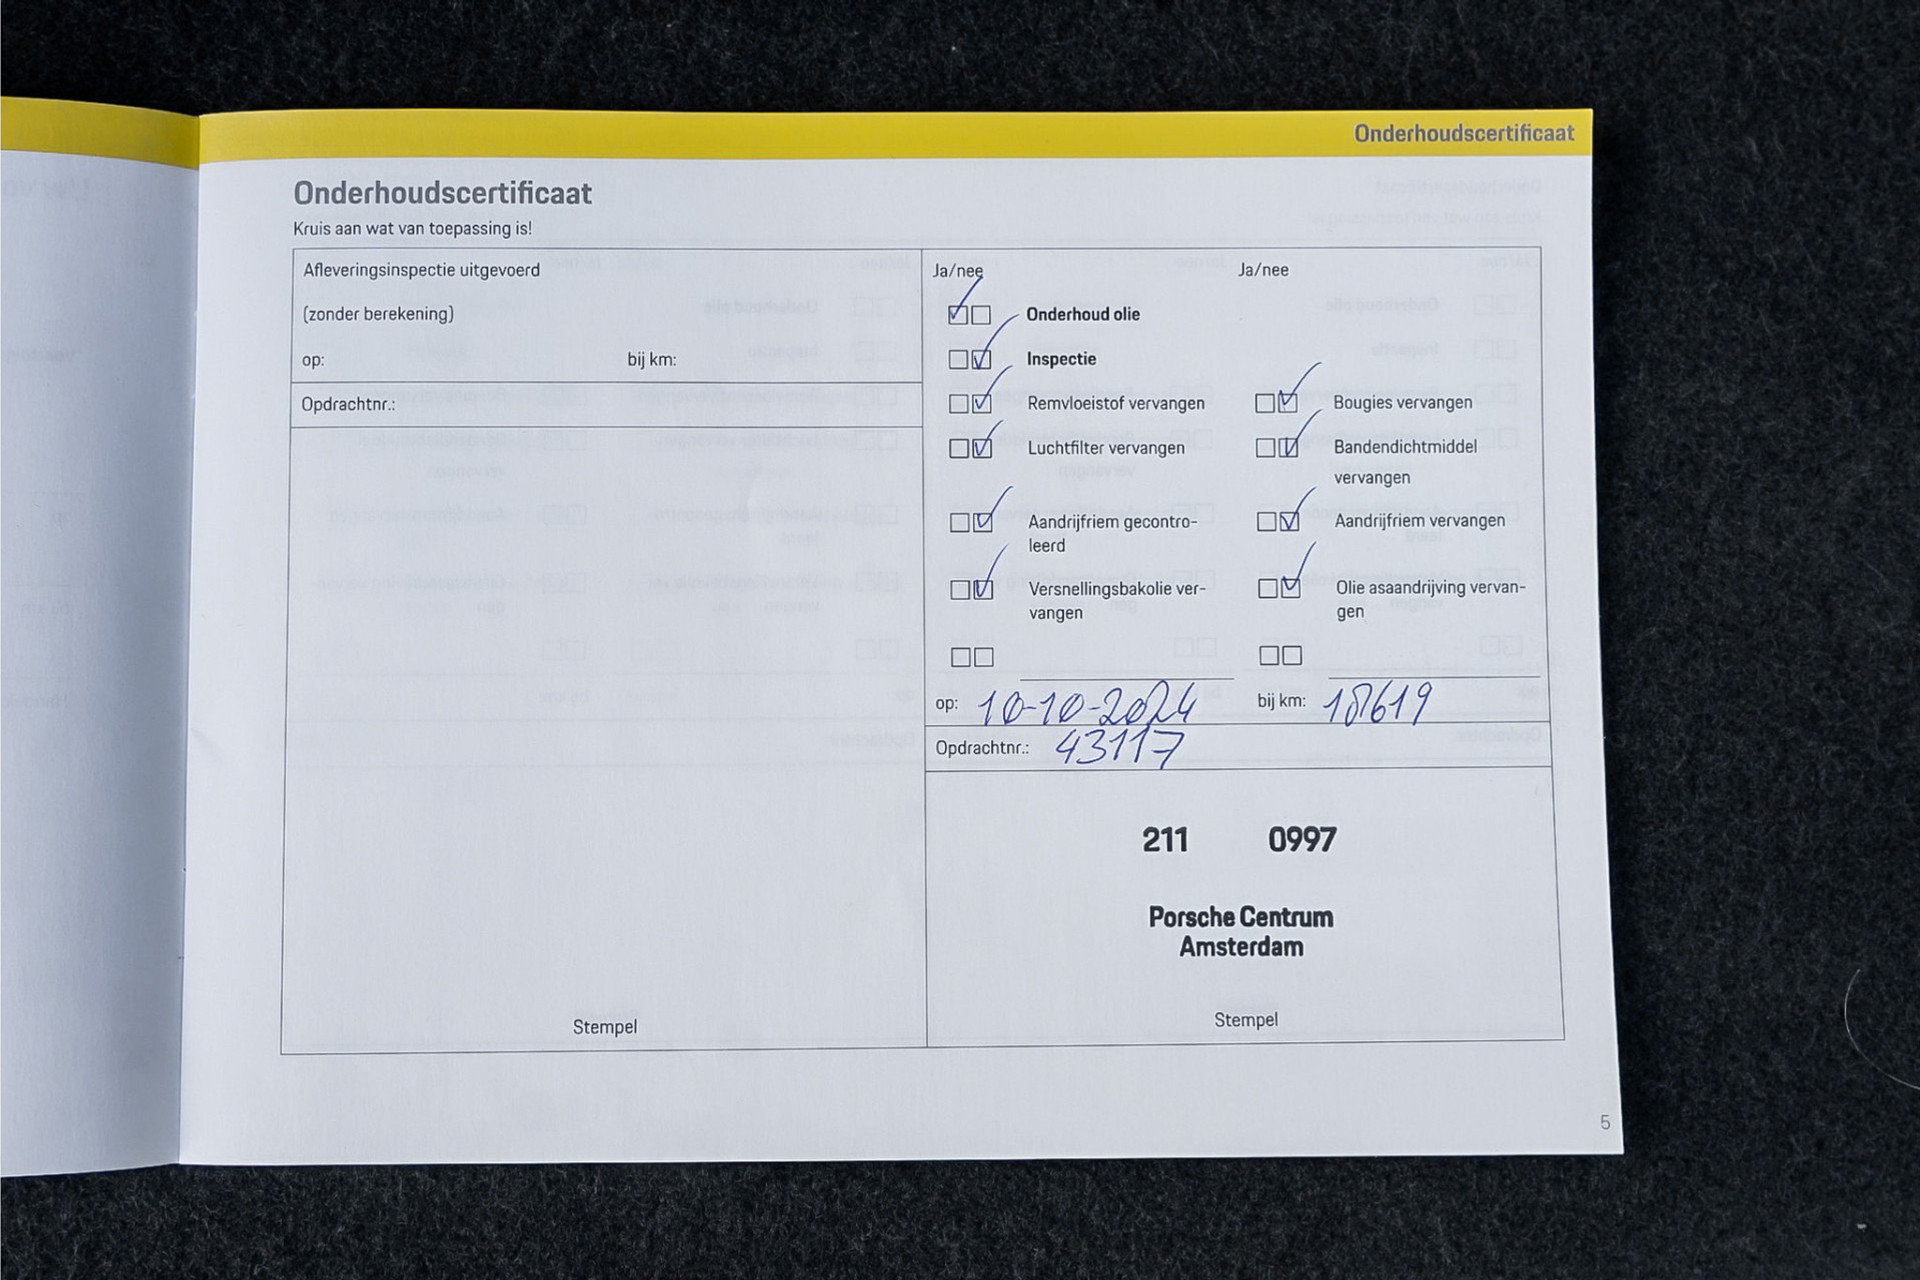 Onderhoudscertificaat
Onderhoudscertificaat
Kruis aan wat van toepassing is!
Afleveringsinspectie uitgevoerd
(zonder berekening)
op: bij km:
Opdrachtnr.:
Stempel
Ja/nee Ja/nee
Onderhoud olie
Inspectie
Remvloeistof vervangen Bougies vervangen
Luchtfilter vervangen Bandendichtmiddel
vervangen
Aandrijfriem gecontro- Aandrijfriem vervangen
leerd
Versnellingsbakolie ver- Olie asaandrijving vervan-
vangen gen
op: 10-10-2024 bij km: 18619
Opdrachtnr.: 43117
211 0997
Porsche Centrum
Amsterdam
Stempel
5